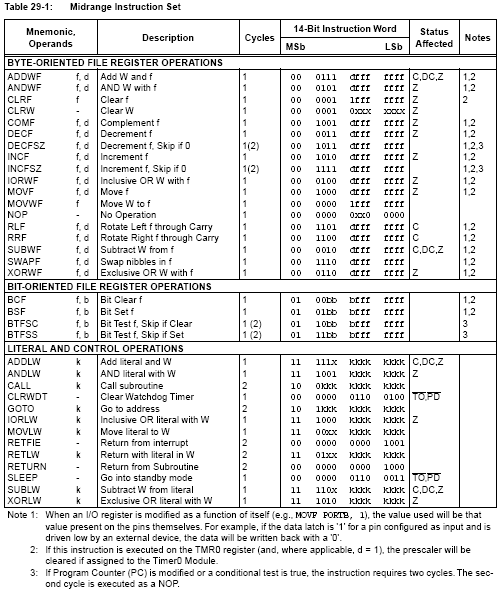 Table 29-1: Midrange Instruction Set
Mnemonic, Operands Description Cycles 14-Bit Instruction Word MSb LSb Status Affected Notes
BYTE-ORIENTED FILE REGISTER OPERATIONS
ADDWF f, d Add W and f 1 00 0111 dfff ffff C,DC,Z 1,2
ANDWF f, d AND W with f 1 00 0101 dfff ffff Z 1,2
CLRF f Clear f 1 00 0001 lfff ffff Z 2
CLRW - Clear W 1 00 0001 0xxx xxxx Z
COMF f, d Complement f 1 00 1001 dfff ffff Z 1,2
DECF f, d Decrement f 1 00 0011 dfff ffff Z 1,2
DECFSZ f, d Decrement f, Skip if 0 1(2) 00 1011 dfff ffff 1,2,3
INCF f, d Increment f 1 00 1010 dfff ffff Z 1,2
INCFSZ f, d Increment f, Skip if 0 1(2) 00 1111 dfff ffff 1,2,3
IORWF f, d Inclusive OR W with f 1 00 0100 dfff ffff Z 1,2
MOVF f, d Move f 1 00 1000 dfff ffff Z 1,2
MOVWF f Move W to f 1 00 0000 lfff ffff
NOP - No Operation 1 00 0000 0xx0 0000
RLF f, d Rotate Left f through Carry 1 00 1101 dfff ffff C 1,2
RRF f, d Rotate Right f through Carry 1 00 1100 dfff ffff C 1,2
SUBWF f, d Subtract W from f 1 00 0010 dfff ffff C,DC,Z 1,2
SWAPF f, d Swap nibbles in f 1 00 1110 dfff ffff 1,2
XORWF f, d Exclusive OR W with f 1 00 0110 dfff ffff Z 1,2
BIT-ORIENTED FILE REGISTER OPERATIONS
BCF f, b Bit Clear f 1 01 00bb bfff ffff 1,2
BSF f, b Bit Set f 1 01 01bb bfff ffff 1,2
BTFSC f, b Bit Test f, Skip if Clear 1 (2) 01 10bb bfff ffff 3
BTFSS f, b Bit Test f, Skip if Set 1 (2) 01 11bb bfff ffff 3
LITERAL AND CONTROL OPERATIONS
ADDLW k Add literal and W 1 11 111x kkkk kkkk C,DC,Z
ANDLW k AND literal with W 1 11 1001 kkkk kkkk Z
CALL k Call subroutine 2 10 0kkk kkkk kkkk
CLRWDT - Clear Watchdog Timer 1 00 0000 0110 0100 TO,PD
GOTO k Go to address 2 10 1kkk kkkk kkkk
IORLW k Inclusive OR literal with W 1 11 1000 kkkk kkkk Z
MOVLW k Move literal to W 1 11 00xx kkkk kkkk
RETFIE - Return from interrupt 2 00 0000 0000 1001
RETLW k Return with literal in W 2 11 01xx kkkk kkkk
RETURN - Return from Subroutine 2 00 0000 0000 1000
SLEEP - Go into standby mode 1 00 0000 0110 0011 TO,PD
SUBLW k Subtract W from literal 1 11 110x kkkk kkkk C,DC,Z
XORLW k Exclusive OR literal with W 1 11 1010 kkkk kkkk Z
Note 1: When an I/O register is modified as a function of itself (e.g., MOVF PORTB, 1), the value used will be that
value present on the pins themselves. For example, if the data latch is '1' for a pin configured as input and is
driven low by an external device, the data will be written back with a '0'.
2: If this instruction is executed on the TMR0 register (and, where applicable, d = 1), the prescaler will be
cleared if assigned to the Timer0 Module.
3: If Program Counter (PC) is modified or a conditional test is true, the instruction requires two cycles. The sec-
ond cycle is executed as a NOP.